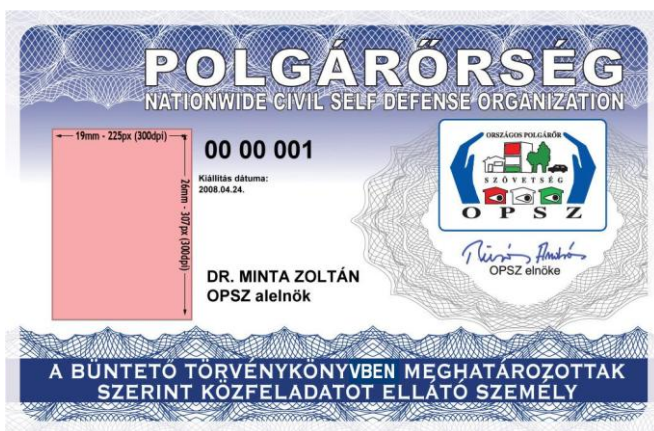 POLGÁRŐRSÉG
NATIONWIDE CIVIL SELF DEFENSE ORGANIZATION
19mm - 225px (300dpi)
26mm - 307px (300dpi)
00 00 001
Kiállítás dátuma:
2008.04.24.
ORSZÁGOS POLGÁRŐR
SZÖVETSÉG
OPSZ
OPSZ elnöke
DR. MINTA ZOLTÁN
OPSZ alelnök
A BÜNTETŐ TÖRVÉNYKÖNYVBEN MEGHATÁROZOTTAK
SZERINT KÖZFELADATOT ELLÁTÓ SZEMÉLY